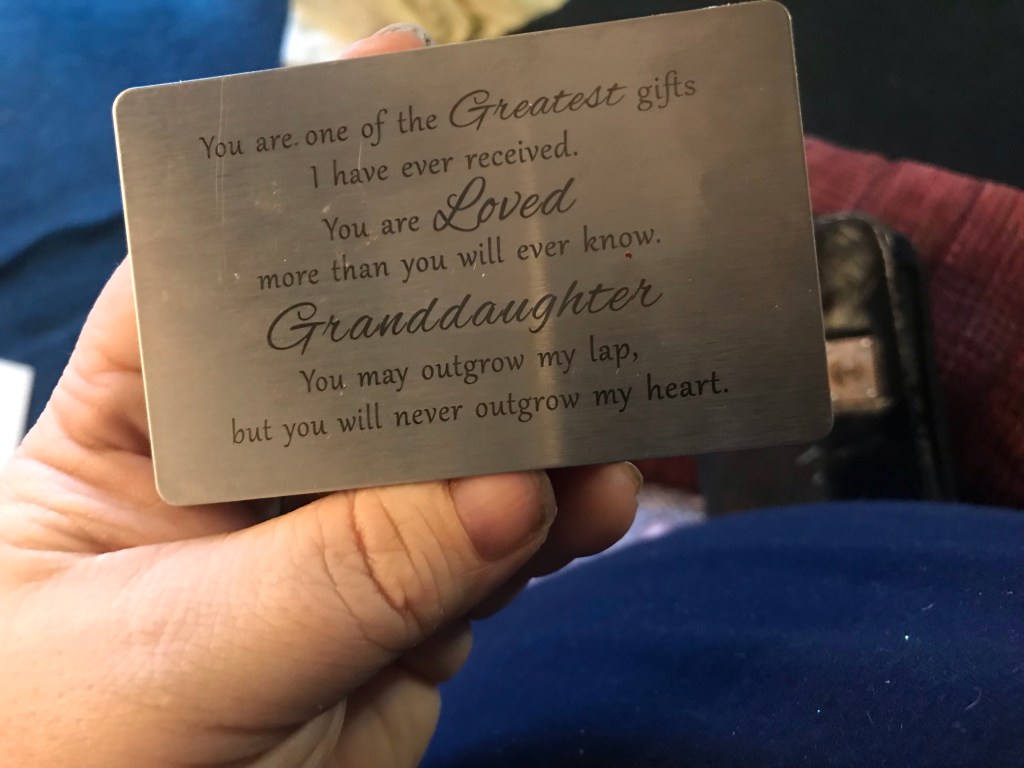 You are one of the Greatest gifts
I have ever received.
You are Loved
more than you will ever know.
Granddaughter
You may outgrow my lap,
but you will never outgrow my heart.